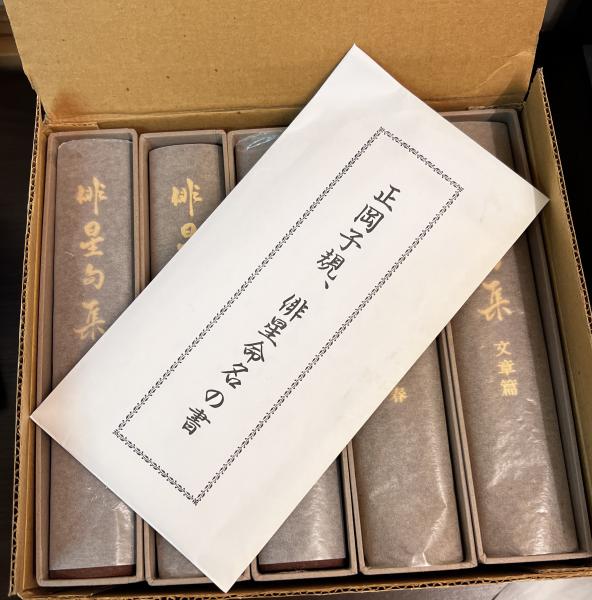 正岡子規、俳星命名の書
俳星句集
俳星
春
集
文章篇